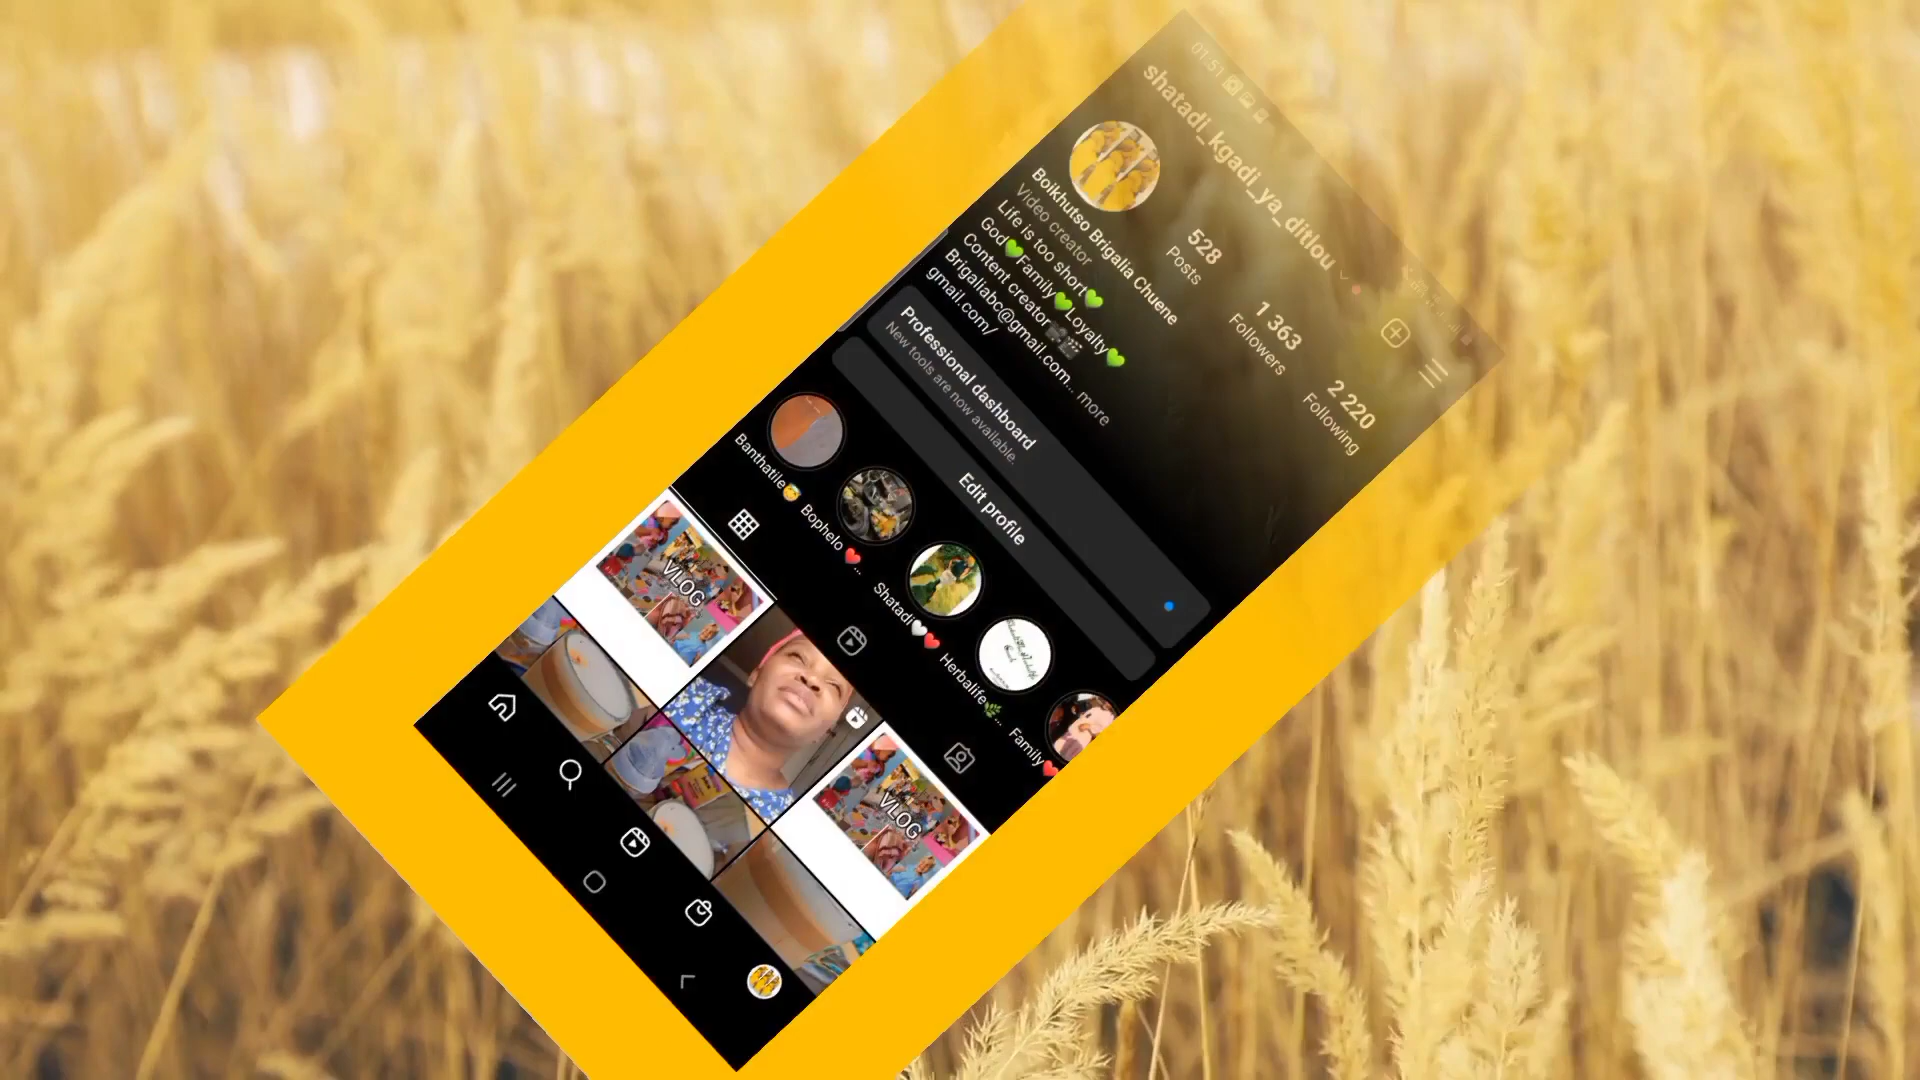 01:51
shatadi_kgadi_ya_ditlou
528
Posts
1 363
Followers
2 220
Following
Boikhutso Brigalia Chuene
Video creator
Life is too short💚
God💚Family💚Loyalty💚
Content creator🎥🎬
Brigaliabc@gmail.com... more
gmail.com/
Professional dashboard
New tools are now available.
Edit profile
Banthatile😇
Bophelo ❤️...
Shatadi🤍❤️
Herbalife🌿...
Family❤️
VLOG
VLOG